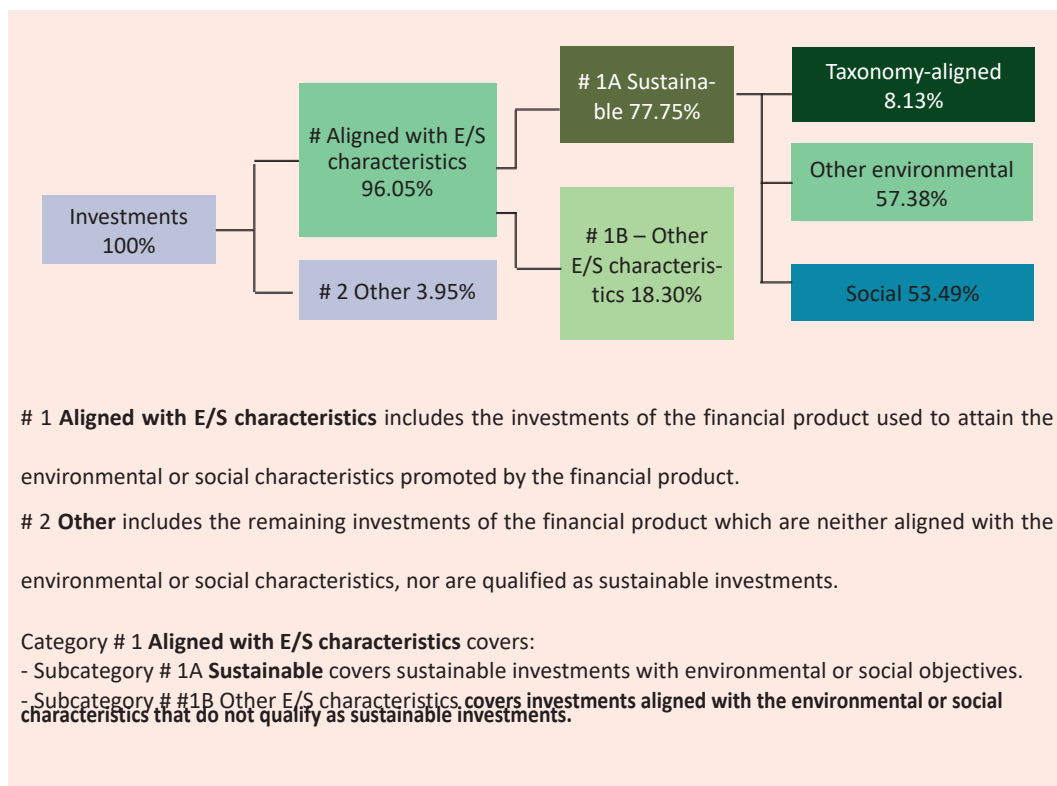 Investments
100%
# Aligned with E/S
characteristics
96.05%
# 2 Other 3.95%
# 1A Sustaina-
ble 77.75%
# 1B – Other
E/S characteris-
tics 18.30%
Taxonomy-aligned
8.13%
Other environmental
57.38%
Social 53.49%
# 1 Aligned with E/S characteristics includes the investments of the financial product used to attain the
environmental or social characteristics promoted by the financial product.
# 2 Other includes the remaining investments of the financial product which are neither aligned with the
environmental or social characteristics, nor are qualified as sustainable investments.
Category # 1 Aligned with E/S characteristics covers:
- Subcategory # 1A Sustainable covers sustainable investments with environmental or social objectives.
- Subcategory # #1B Other E/S characteristics covers investments aligned with the environmental or social
characteristics that do not qualify as sustainable investments.